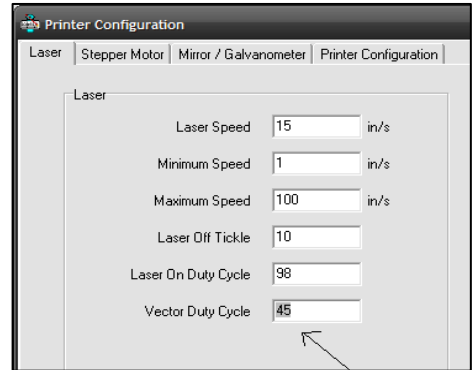 Printer Configuration
Laser Stepper Motor Mirror / Galvanometer Printer Configuration
Laser
Laser Speed 15 in/s
Minimum Speed 1 in/s
Maximum Speed 100 in/s
Laser Off Tickle 10
Laser On Duty Cycle 98
Vector Duty Cycle 45